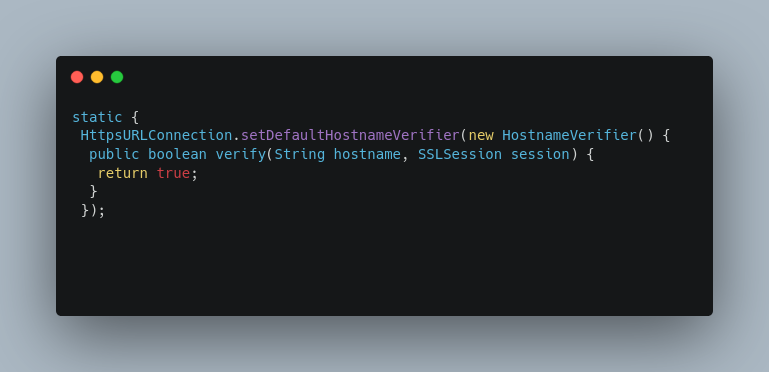 static {
 HttpsURLConnection.setDefaultHostnameVerifier(new HostnameVerifier() {
  public boolean verify(String hostname, SSLSession session) {
   return true;
  }
 });